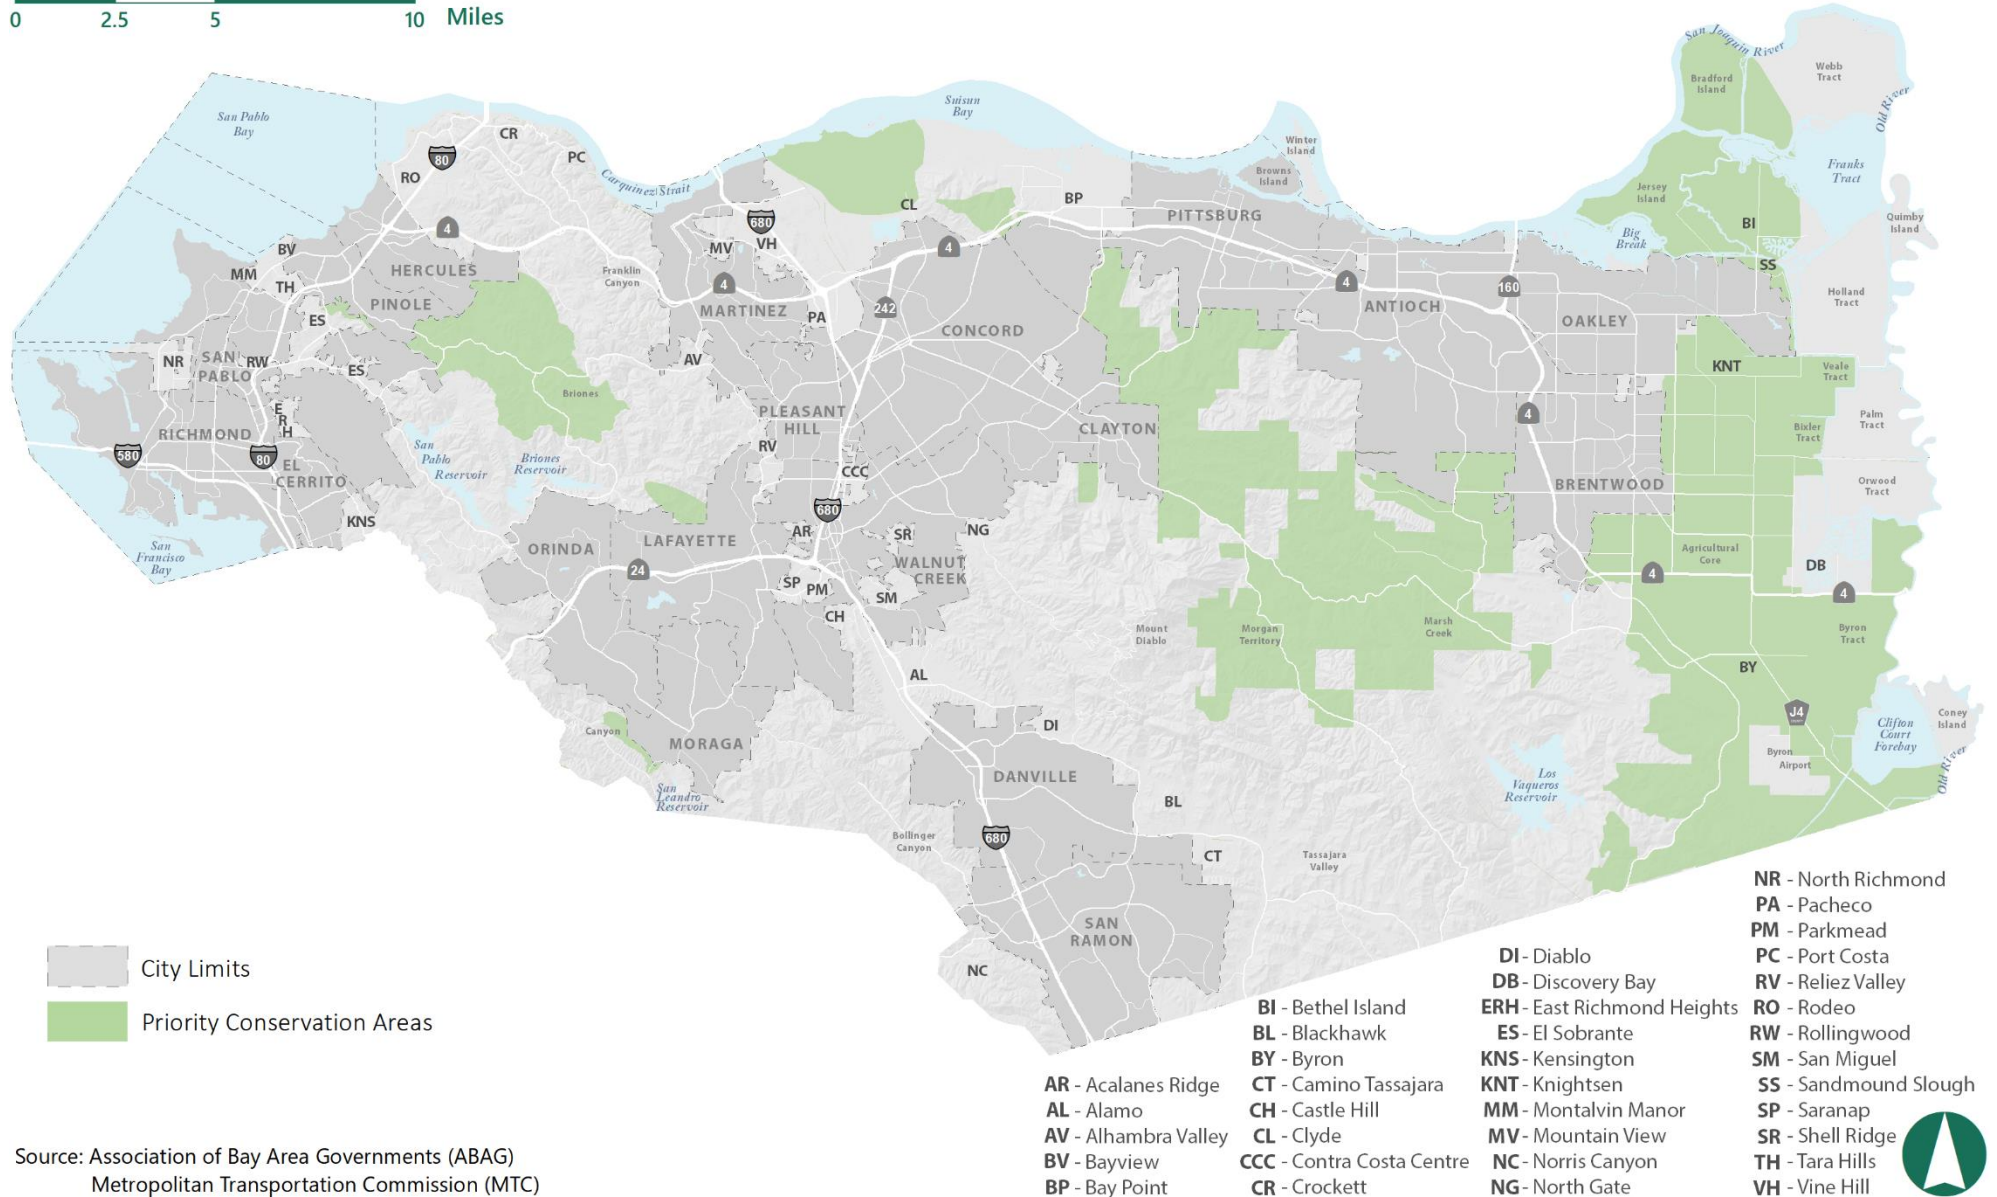 0 2.5 5 10 Miles
San Joaquin River
Webb
Tract
Bradford
Island
Old River
San Pablo
Bay
Suisun
Bay
CR
80
PC
RO
Winter
Island
Browns
Island
Carquinez Strait
Franks
Tract
Jersey
Island
CL
BP
PITTSBURG
680
4
MV
VH
BI
Quimby
Island
Big
Break
BV
MM
TH
HERCULES
PINOLE
Franklin
Canyon
4
MARTINEZ
4
SS
4
160
Holland
Tract
ES
PA
242
CONCORD
ANTIOCH
OAKLEY
NR
SAN
PABLO
RW
ES
AV
KNT
Veale
Tract
Briones
E
R
H
PLEASANT
HILL
CLAYTON
4
Palm
Tract
Bixler
Tract
RICHMOND
580
80
EL
CERRITO
San
Pablo
Reservoir
Briones
Reservoir
RV
CCC
BRENTWOOD
Orwood
Tract
KNS
680
San
Francisco
Bay
ORINDA
LAFAYETTE
AR
SR
NG
WALNUT
CREEK
24
SP
PM
SM
CH
Agricultural
Core
4
DB
4
Mount
Diablo
Morgan
Territory
Marsh
Creek
Byron
Tract
AL
BY
Canyon
MORAGA
DI
J4
Clifton
Court
Forebay
Coney
Island
Old River
Byron
Airport
San
Leandro
Reservoir
DANVILLE
BL
Los
Vaqueros
Reservoir
Bollinger
Canyon
680
CT
Tassajara
Valley
SAN
RAMON
NC
City Limits
Priority Conservation Areas
AR - Acalanes Ridge
AL - Alamo
AV - Alhambra Valley
BV - Bayview
BP - Bay Point
BI - Bethel Island
BL - Blackhawk
BY - Byron
CT - Camino Tassajara
CH - Castle Hill
CL - Clyde
CCC - Contra Costa Centre
CR - Crockett
DI - Diablo
DB - Discovery Bay
ERH - East Richmond Heights
ES - El Sobrante
KNS - Kensington
KNT - Knightsen
MM - Montalvin Manor
MV - Mountain View
NC - Norris Canyon
NG - North Gate
NR - North Richmond
PA - Pacheco
PM - Parkmead
PC - Port Costa
RV - Reliez Valley
RO - Rodeo
RW - Rollingwood
SM - San Miguel
SS - Sandmound Slough
SP - Saranap
SR - Shell Ridge
TH - Tara Hills
VH - Vine Hill
Source: Association of Bay Area Governments (ABAG)
Metropolitan Transportation Commission (MTC)